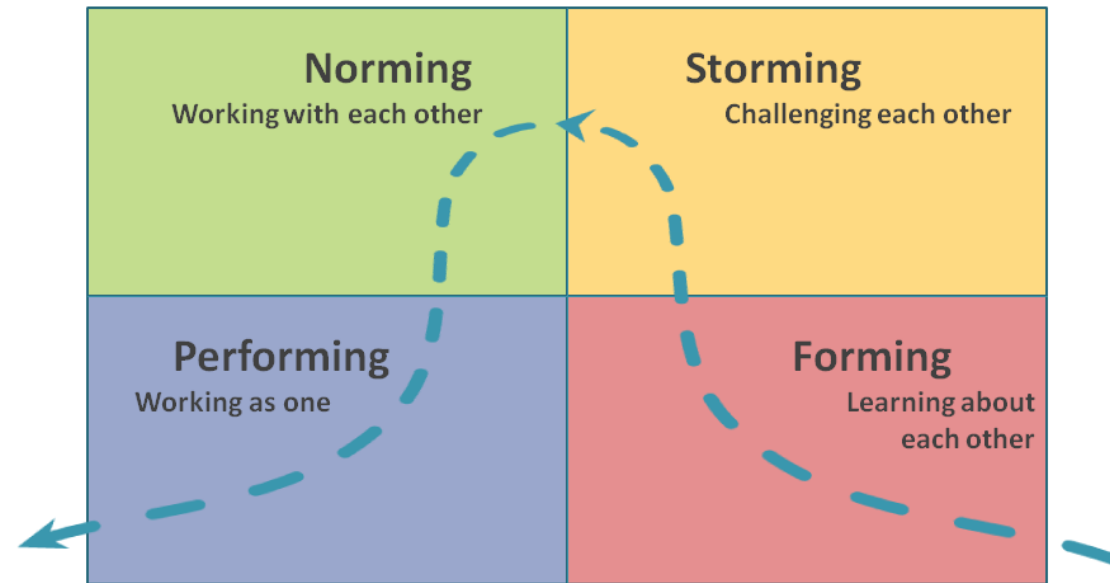 Norming
Working with each other
Storming
Challenging each other
Performing
Working as one
Forming
Learning about
each other